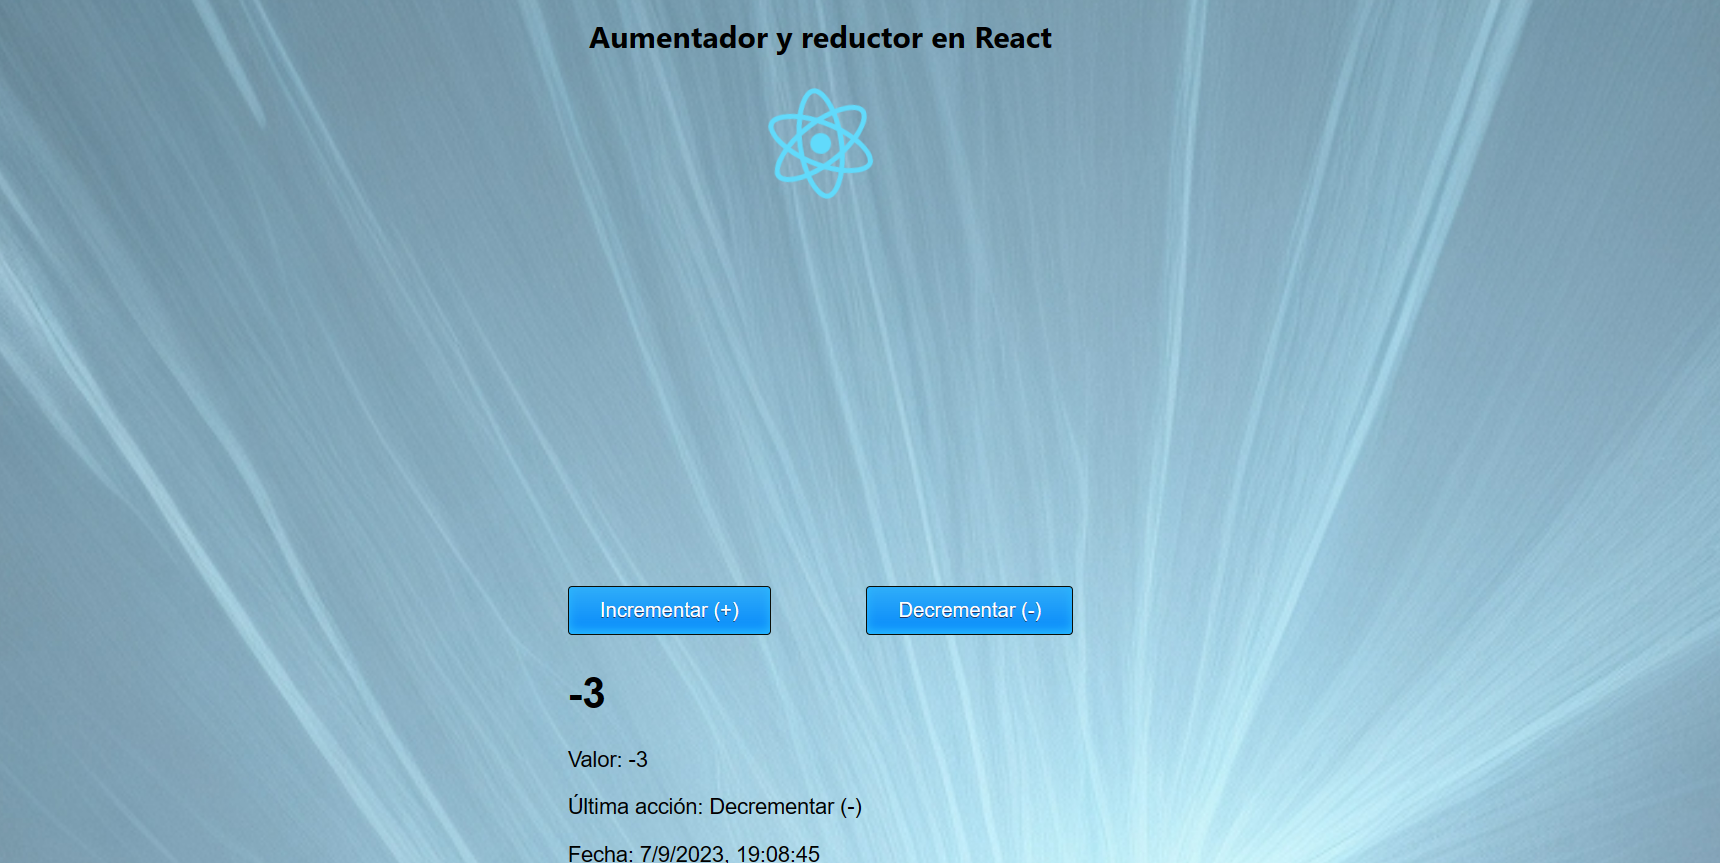 Aumentador y reductor en React
Incrementar (+)
Decrementar (-)
-3
Valor: -3
Última acción: Decrementar (-)
Fecha: 7/9/2023, 19:08:45